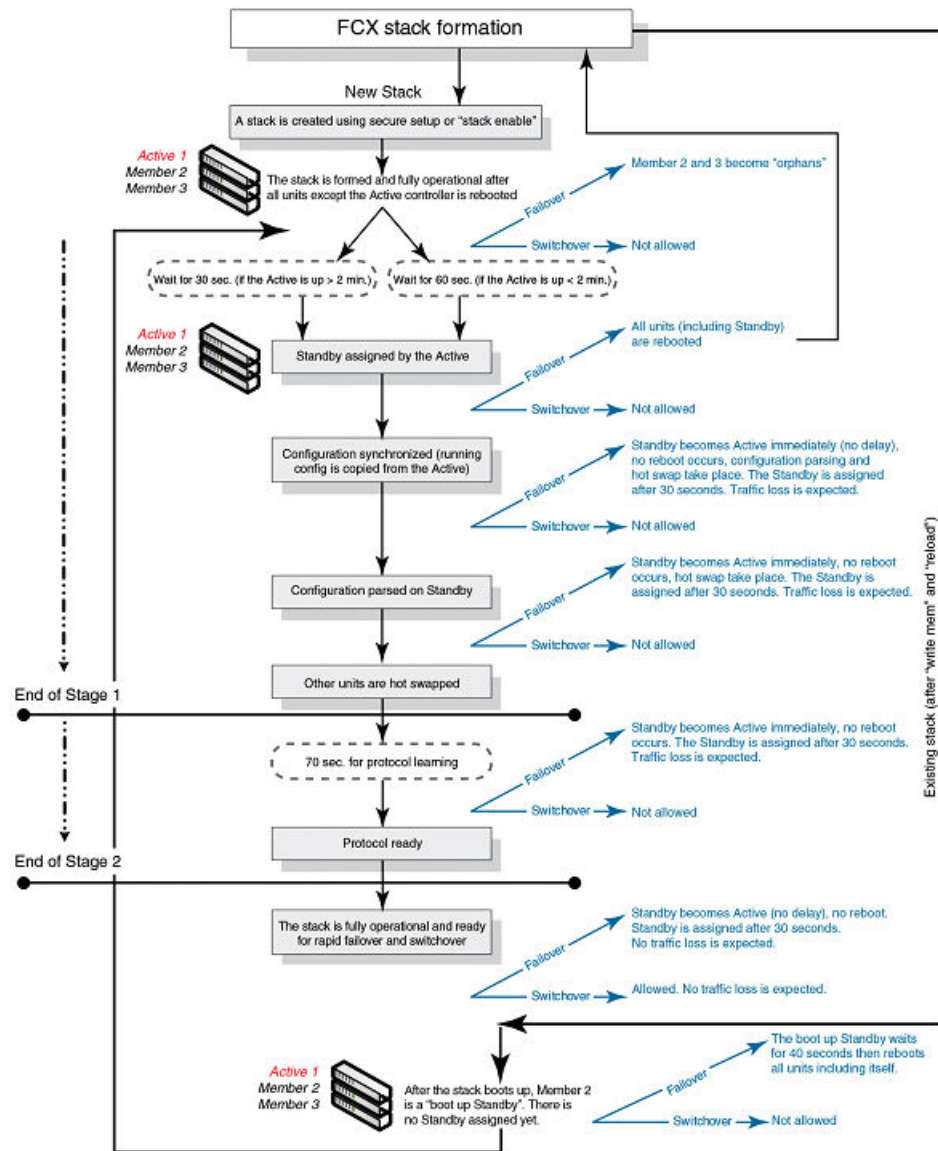 FCX stack formation
New Stack
A stack is created using secure setup or “stack enable”
Active 1
Member 2
Member 3
The stack is formed and fully operational after
all units except the Active controller is rebooted
Failover
Member 2 and 3 become “orphans”
Switchover
Not allowed
Wait for 30 sec. (if the Active is up > 2 min.)
Wait for 60 sec. (if the Active is up < 2 min.)
Active 1
Member 2
Member 3
Standby assigned by the Active
Failover
All units (including Standby)
are rebooted
Switchover
Not allowed
Configuration synchronized (running
config is copied from the Active)
Failover
Standby becomes Active immediately (no delay),
no reboot occurs, configuration parsing and
hot swap take place. The Standby is assigned
after 30 seconds. Traffic loss is expected.
Switchover
Not allowed
Configuration parsed on Standby
Failover
Standby becomes Active immediately, no reboot
occurs, hot swap take place. The Standby is
assigned after 30 seconds. Traffic loss is expected.
Switchover
Not allowed
Other units are hot swapped
End of Stage 1
70 sec. for protocol learning
Failover
Standby becomes Active immediately, no reboot
occurs. The Standby is assigned after 30 seconds.
Traffic loss is expected.
Switchover
Not allowed
Protocol ready
End of Stage 2
The stack is fully operational and ready
for rapid failover and switchover
Failover
Standby becomes Active (no delay), no reboot.
Standby is assigned after 30 seconds.
No traffic loss is expected.
Switchover
Allowed. No traffic loss is expected.
Existing stack (after “write mem” and “reload”)
Active 1
Member 2
Member 3
After the stack boots up, Member 2
is a “boot up Standby”. There is
no Standby assigned yet.
Failover
The boot up Standby waits
for 40 seconds then reboots
all units including itself.
Switchover
Not allowed